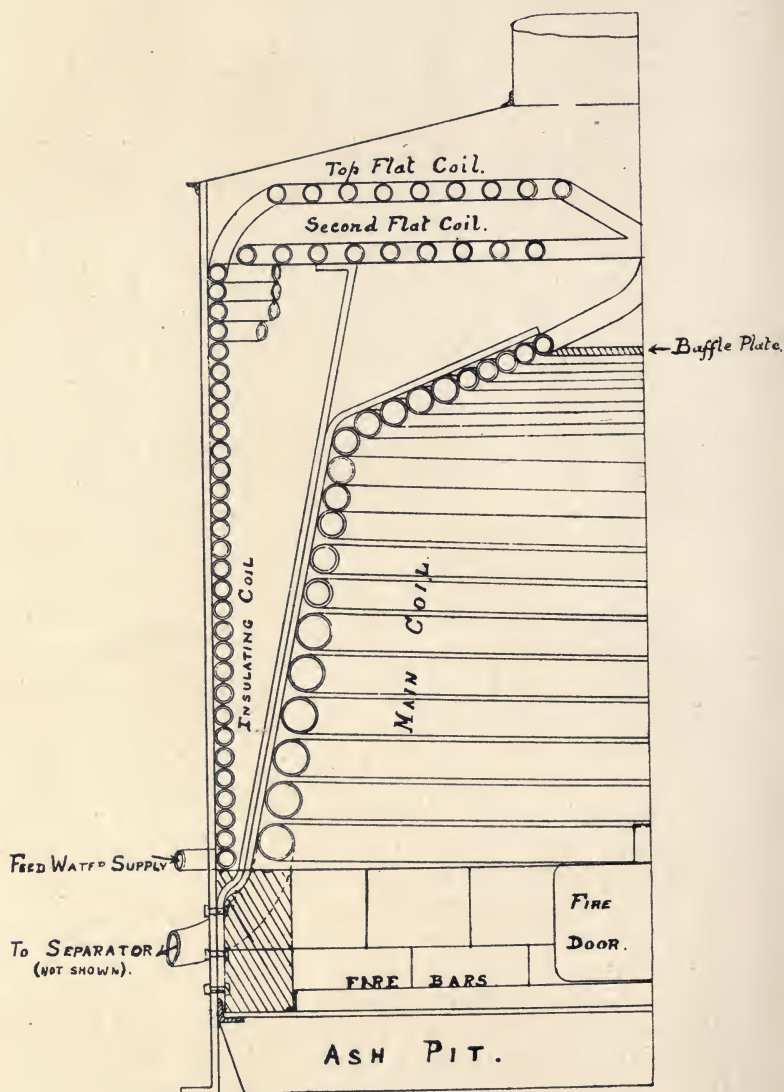 Top Flat Coil.
Second Flat Coil.
Baffle Plate.
INSULATING COIL
MAIN COIL
FEED WATER SUPPLY
TO SEPARATOR
(NOT SHOWN).
FIRE
DOOR.
FIRE BARS
ASH PIT.